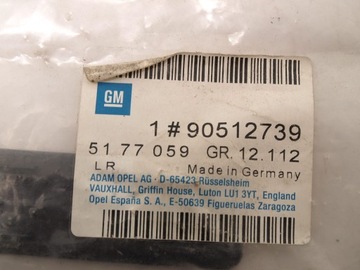 GM
1 # 90512739
51 77 059 GR. 12.112
LR Made in Germany
ADAM OPEL AG · D-65423 Rüsselsheim
VAUXHALL, Griffin House, Luton LU1 3YT, England
Opel España S. A., E-50639 Figueruelas Zaragoza